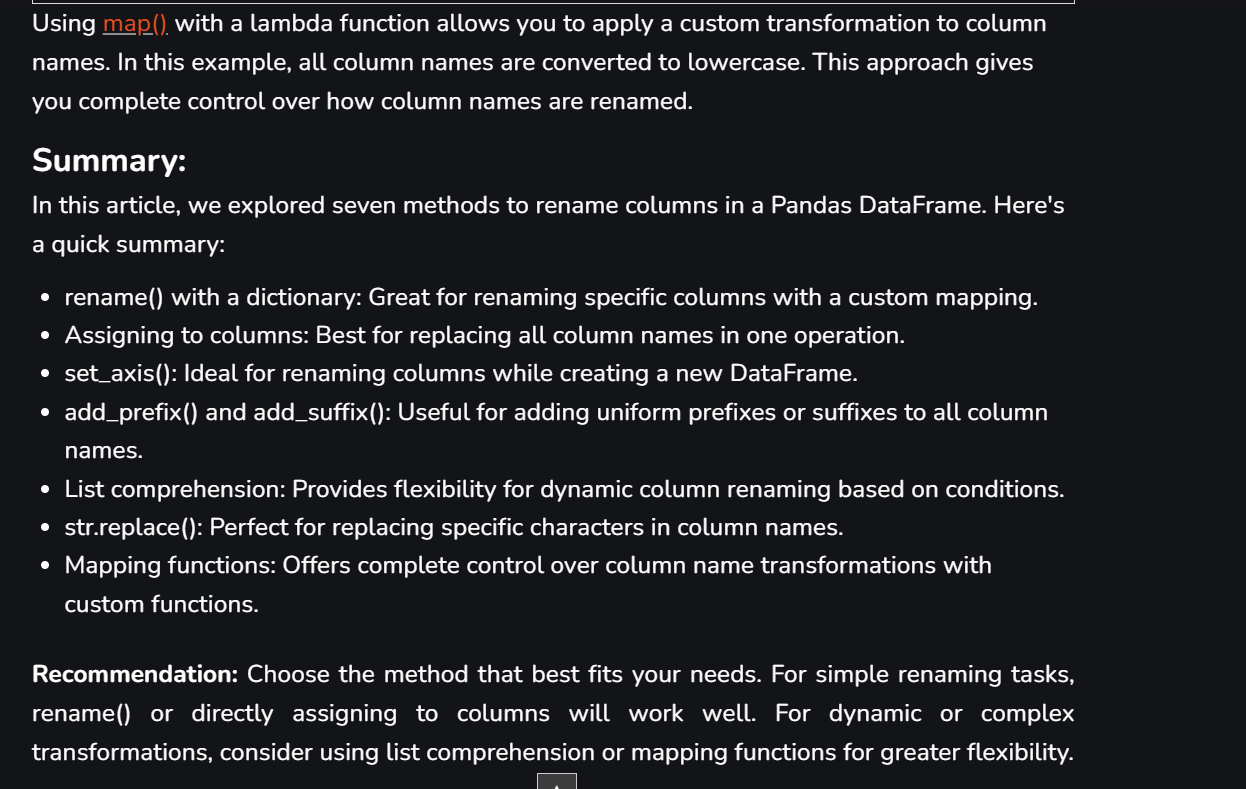 Using map() with a lambda function allows you to apply a custom transformation to column
names. In this example, all column names are converted to lowercase. This approach gives
you complete control over how column names are renamed.
Summary:
In this article, we explored seven methods to rename columns in a Pandas DataFrame. Here's
a quick summary:
• rename() with a dictionary: Great for renaming specific columns with a custom mapping.
• Assigning to columns: Best for replacing all column names in one operation.
• set_axis(): Ideal for renaming columns while creating a new DataFrame.
• add_prefix() and add_suffix(): Useful for adding uniform prefixes or suffixes to all column
names.
• List comprehension: Provides flexibility for dynamic column renaming based on conditions.
• str.replace(): Perfect for replacing specific characters in column names.
• Mapping functions: Offers complete control over column name transformations with
custom functions.
Recommendation: Choose the method that best fits your needs. For simple renaming tasks,
rename() or directly assigning to columns will work well. For dynamic or complex
transformations, consider using list comprehension or mapping functions for greater flexibility.